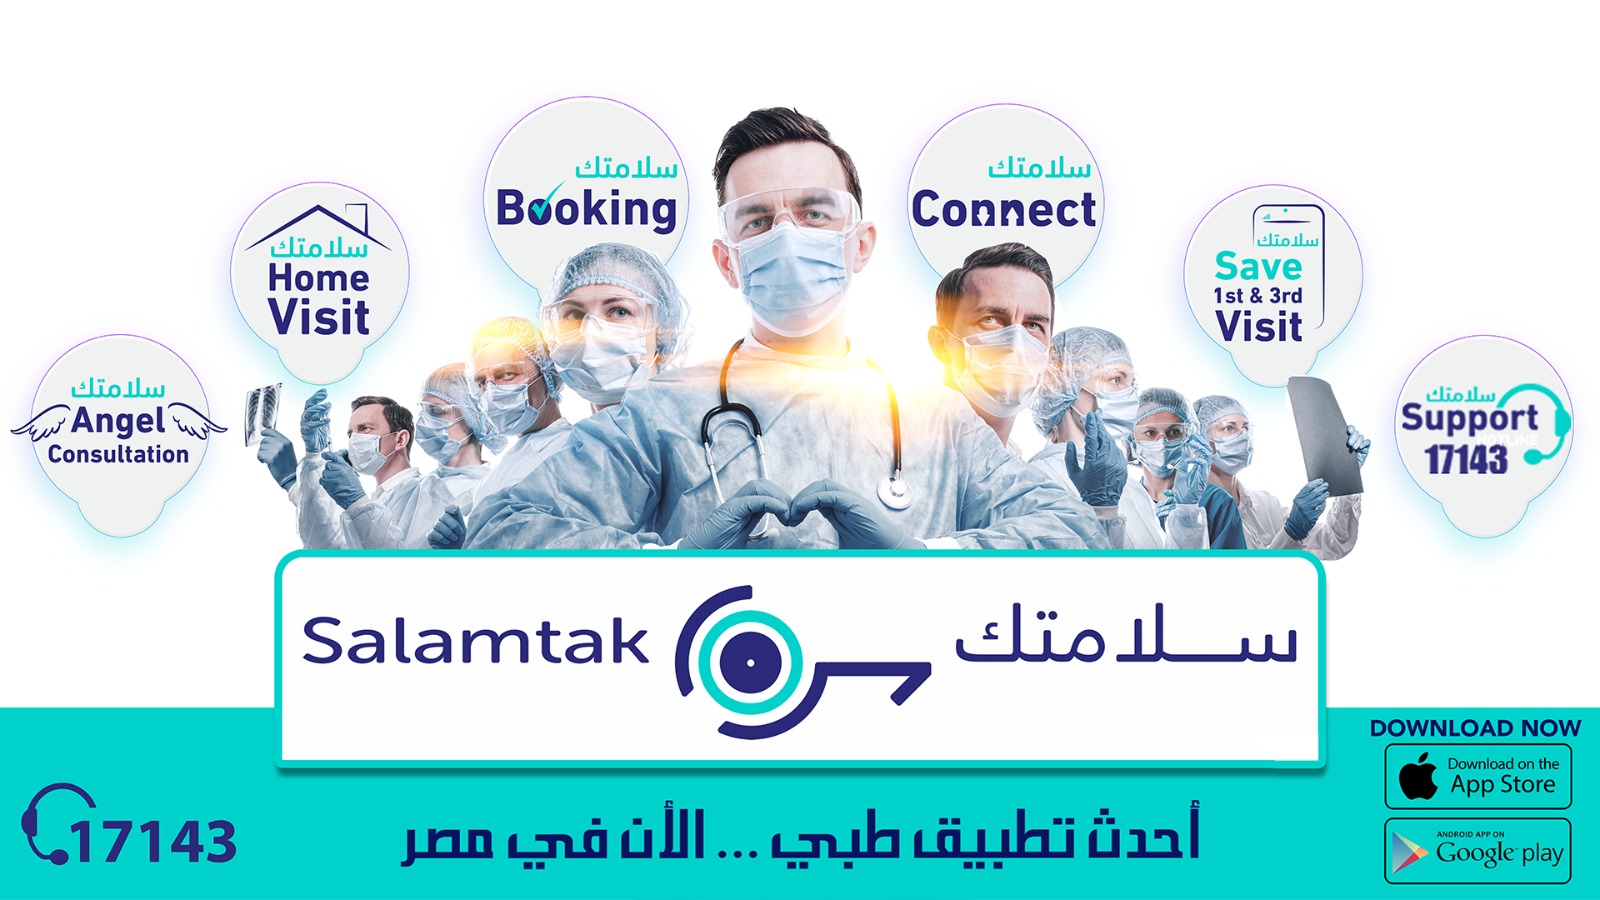 سلامتك
Angel
Consultation
سلامتك
Home
Visit
سلامتك
Booking
سلامتك
Connect
سلامتك
Save
1st & 3rd
Visit
سلامتك
Support
HOTLINE
17143
Salamtak
سلامتك
17143
أحدث تطبيق طبي ... الأن في مصر
DOWNLOAD NOW
Download on the
App Store
ANDROID APP ON
Google play